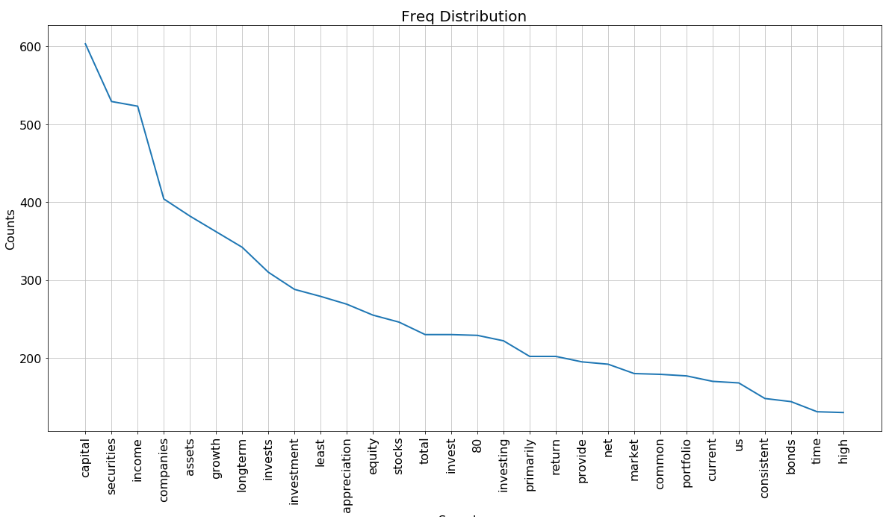 Freq Distribution
600
500
400
300
200
Counts
capital
securities
income
companies
assets
growth
longterm
invests
investment
least
appreciation
equity
stocks
total
invest
80
investing
primarily
return
provide
net
market
common
portfolio
current
us
consistent
bonds
time
high